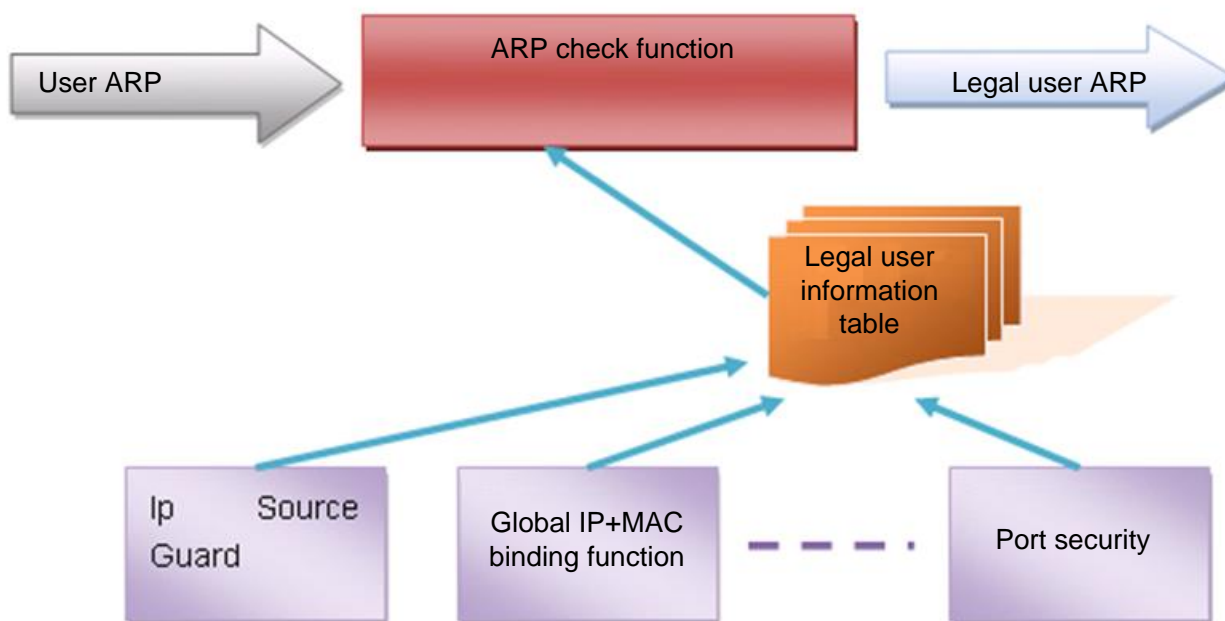 ARP check function
User ARP
Legal user ARP
Legal user
information
table
Ip Source
Guard
Global IP+MAC
binding function
Port security